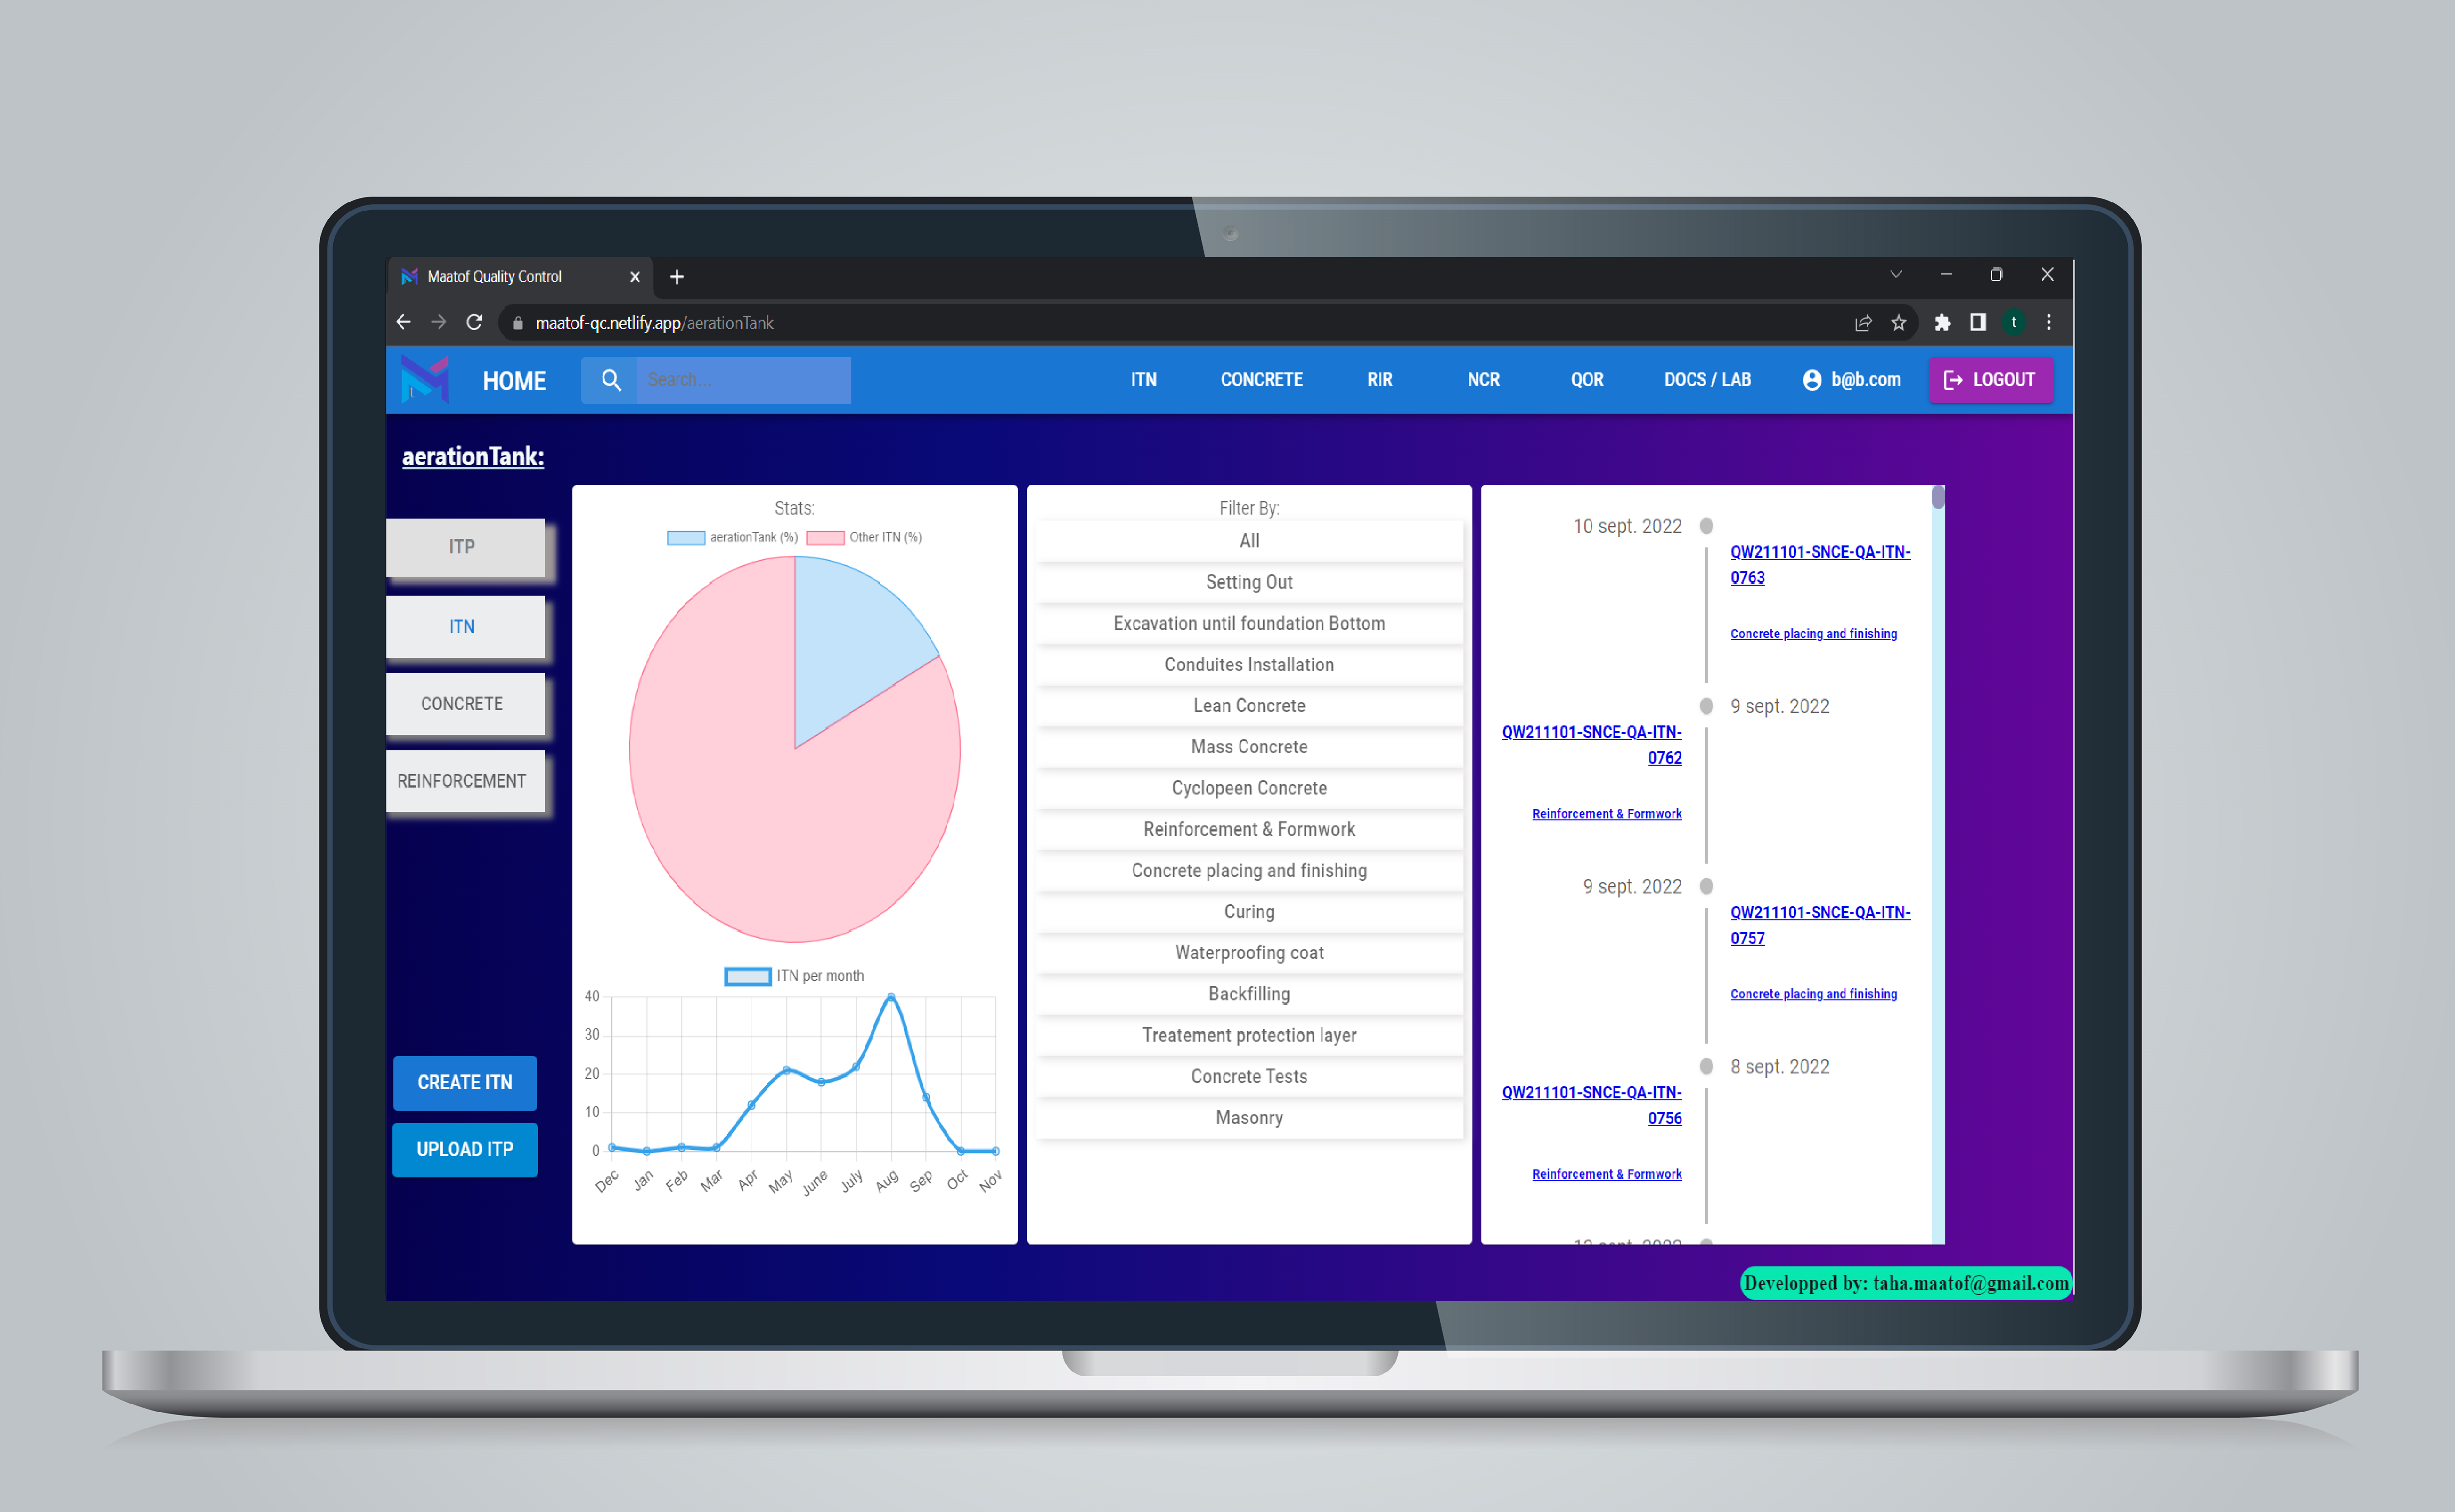 Maatof Quality Control
maatof-qc.netlify.app/aerationTank
t
HOME
Search...
ITN
CONCRETE
RIR
NCR
QOR
DOCS / LAB
b@b.com
LOGOUT
aerationTank:
ITP
ITN
CONCRETE
REINFORCEMENT
CREATE ITN
UPLOAD ITP
Stats:
aerationTank (%)
Other ITN (%)
ITN per month
40
30
20
10
0
Dec
Jan
Feb
Mar
Apr
May
June
July
Aug
Sep
Oct
Nov
Filter By:
All
Setting Out
Excavation until foundation Bottom
Conduites Installation
Lean Concrete
Mass Concrete
Cyclopeen Concrete
Reinforcement & Formwork
Concrete placing and finishing
Curing
Waterproofing coat
Backfilling
Treatement protection layer
Concrete Tests
Masonry
10 sept. 2022
QW211101-SNCE-QA-ITN-
0763
Concrete placing and finishing
9 sept. 2022
QW211101-SNCE-QA-ITN-
0762
Reinforcement & Formwork
9 sept. 2022
QW211101-SNCE-QA-ITN-
0757
Concrete placing and finishing
8 sept. 2022
QW211101-SNCE-QA-ITN-
0756
Reinforcement & Formwork
Developped by: taha.maatof@gmail.com